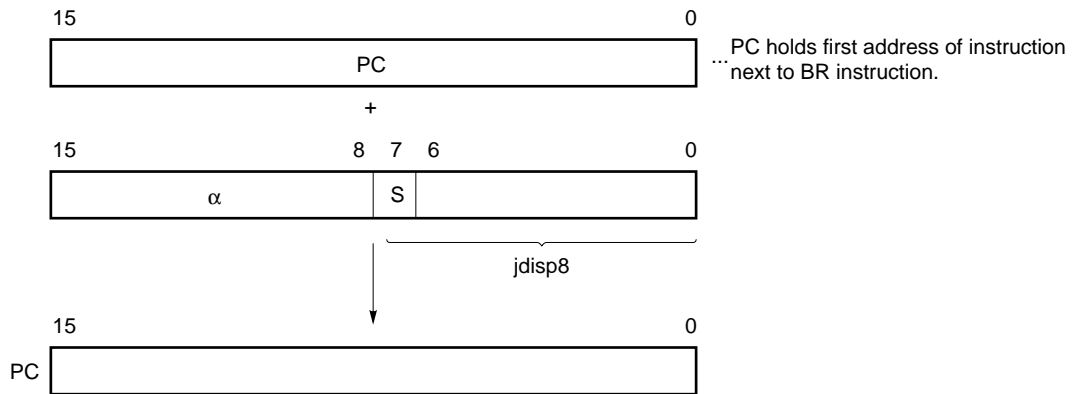 15 0
PC
... PC holds first address of instruction
next to BR instruction.
+
15 8 7 6 0
α S
jdisp8
15 0
PC